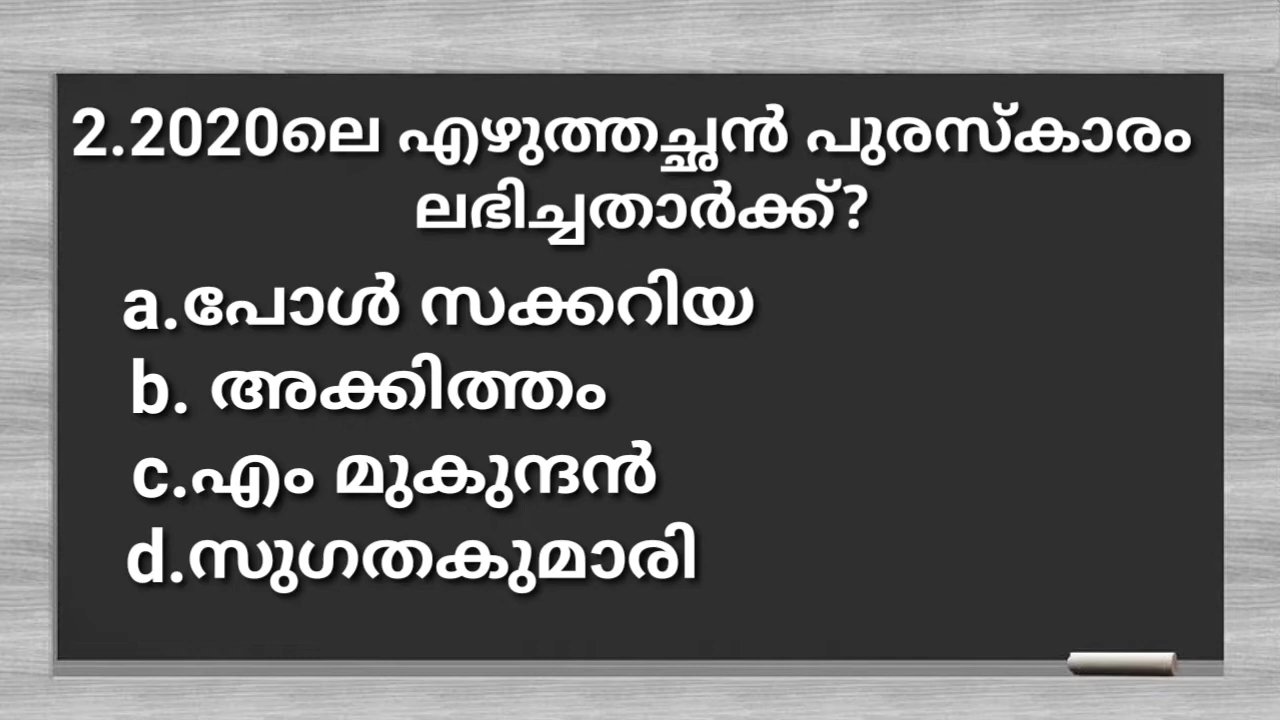 2.2020ലെ എഴുത്തച്ഛൻ പുരസ്കാരം
ലഭിച്ചതാർക്ക്?
a.പോൾ സക്കറിയ
b. അക്കിത്തം
c.എം മുകുന്ദൻ
d.സുഗതകുമാരി